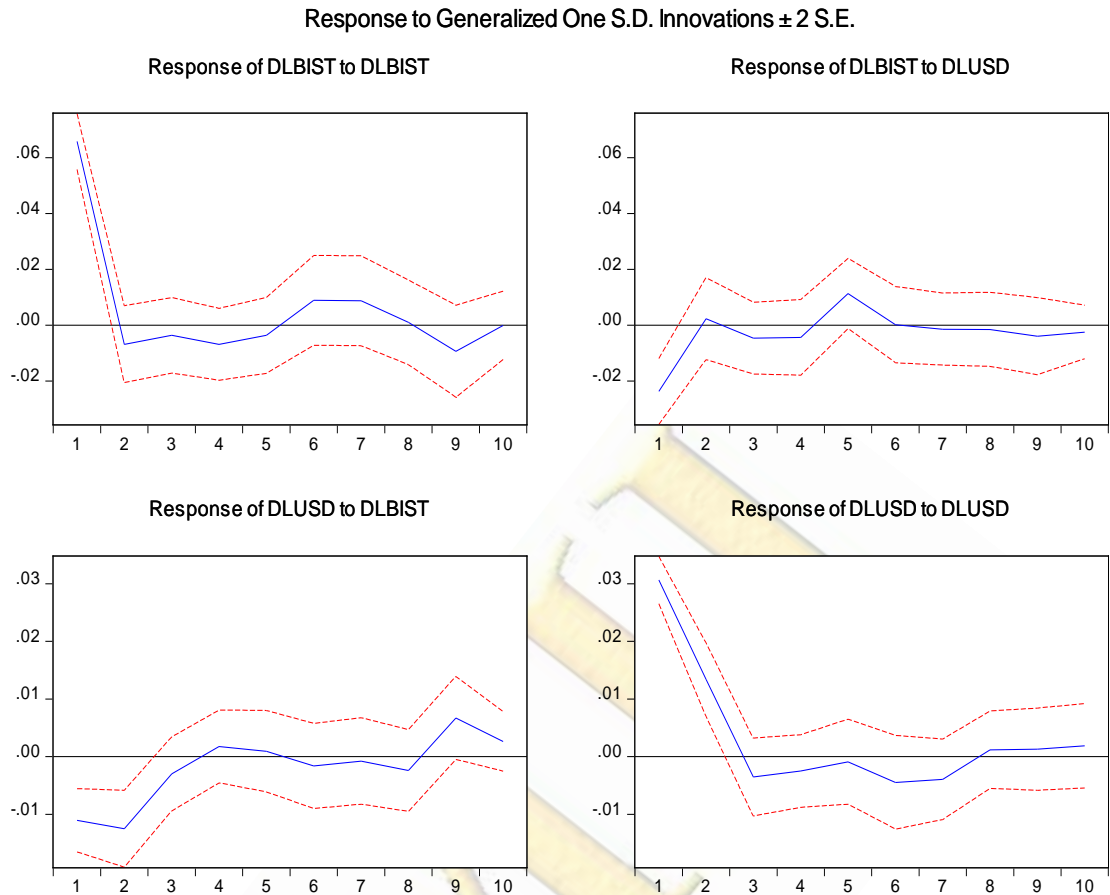 Response to Generalized One S.D. Innovations ± 2 S.E.
Response of DLBIST to DLBIST
.06
.04
.02
.00
-.02
1 2 3 4 5 6 7 8 9 10
Response of DLBIST to DLUSD
.06
.04
.02
.00
-.02
1 2 3 4 5 6 7 8 9 10
Response of DLUSD to DLBIST
.03
.02
.01
.00
-.01
1 2 3 4 5 6 7 8 9 10
Response of DLUSD to DLUSD
.03
.02
.01
.00
-.01
1 2 3 4 5 6 7 8 9 10